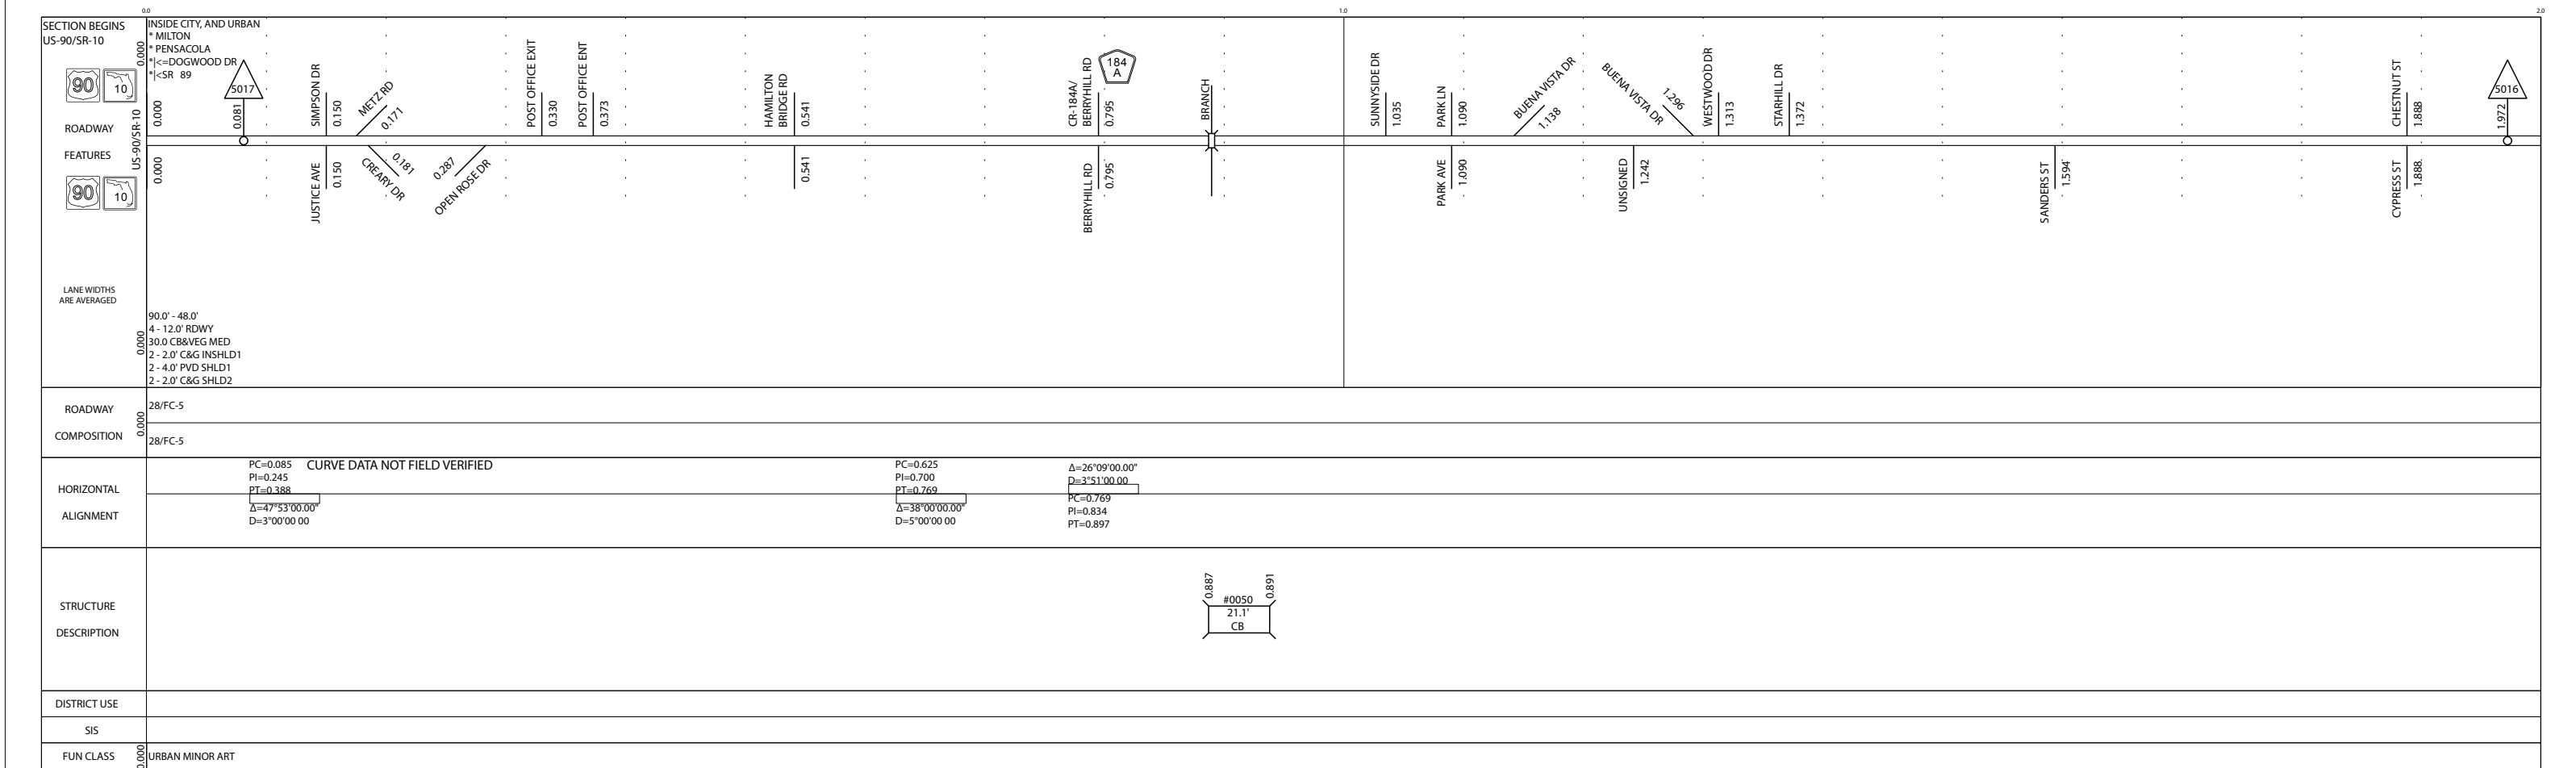 0.0
1.0
2.0
SECTION BEGINS
US-90/SR-10
0.000
INSIDE CITY, AND URBAN
* MILTON
* PENSACOLA
*|<=DOGWOOD DR
*|<SR 89
90
10
ROADWAY
FEATURES
90
10
US-90/SR-10
0.000
0.000
5017
0.081
SIMPSON DR
0.150
METZ RD
0.171
POST OFFICE EXIT
0.330
POST OFFICE ENT
0.373
HAMILTON
BRIDGE RD
0.541
CR-184A/
BERRYHILL RD
0.795
184
A
BRANCH
SUNNYSIDE DR
1.035
PARK LN
1.090
BUENA VISTA DR
1.138
BUENA VISTA DR
1.296
WESTWOOD DR
1.313
STARHILL DR
1.372
CHESTNUT ST
1.888
5016
1.972
JUSTICE AVE
0.150
CREARY DR
0.181
OPEN ROSE DR
0.287
0.541
BERRYHILL RD
0.795
PARK AVE
1.090
UNSIGNED
1.242
SANDERS ST
1.594
CYPRESS ST
1.888
LANE WIDTHS
ARE AVERAGED
0.000
90.0' - 48.0'
4 - 12.0' RDWY
30.0 CB&VEG MED
2 - 2.0' C&G INSHLD1
2 - 4.0' PVD SHLD1
2 - 2.0' C&G SHLD2
ROADWAY
COMPOSITION
0.000
28/FC-5
28/FC-5
HORIZONTAL
ALIGNMENT
PC=0.085
PI=0.245
PT=0.388
CURVE DATA NOT FIELD VERIFIED
Δ=47°53'00.00"
D=3°00'00 00
PC=0.625
PI=0.700
PT=0.769
Δ=38°00'00.00"
D=5°00'00 00
Δ=26°09'00.00"
D=3°51'00 00
PC=0.769
PI=0.834
PT=0.897
STRUCTURE
DESCRIPTION
0.887
0.891
#0050
21.1'
CB
DISTRICT USE
SIS
FUN CLASS
0.000
URBAN MINOR ART